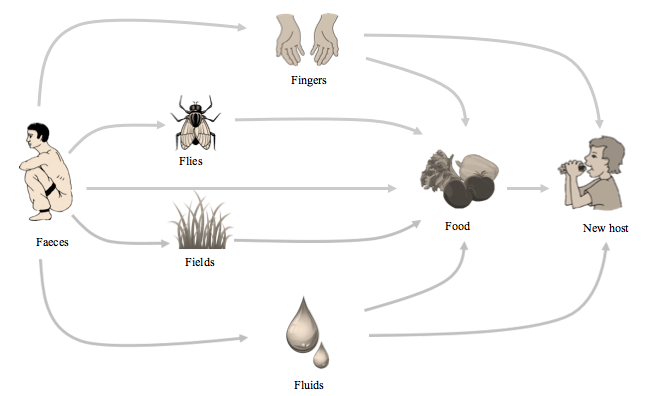 Fingers
Flies
Faeces
Food
New host
Fields
Fluids